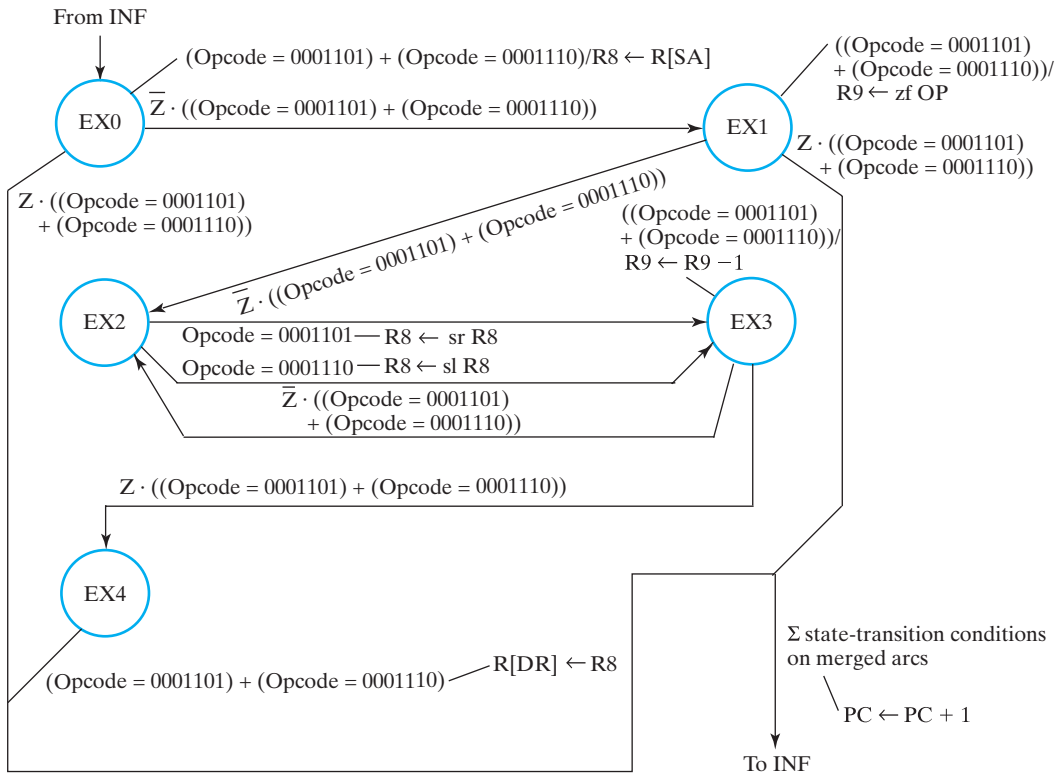 From INF
(Opcode = 0001101) + (Opcode = 0001110)/R8 ← R[SA]
((Opcode = 0001101)
+ (Opcode = 0001110))/
R9 ← zf OP
EX0
Z̅ · ((Opcode = 0001101) + (Opcode = 0001110))
EX1
Z · ((Opcode = 0001101)
+ (Opcode = 0001110))
Z · ((Opcode = 0001101)
+ (Opcode = 0001110))
Z̅ · ((Opcode = 0001101) + (Opcode = 0001110))
((Opcode = 0001101)
+ (Opcode = 0001110))/
R9 ← R9 −1
EX2
EX3
Opcode = 0001101 — R8 ← sr R8
Opcode = 0001110 — R8 ← sl R8
Z̅ · ((Opcode = 0001101)
+ (Opcode = 0001110))
Z · ((Opcode = 0001101) + (Opcode = 0001110))
EX4
(Opcode = 0001101) + (Opcode = 0001110)
R[DR] ← R8
Σ state-transition conditions
on merged arcs
PC ← PC + 1
To INF